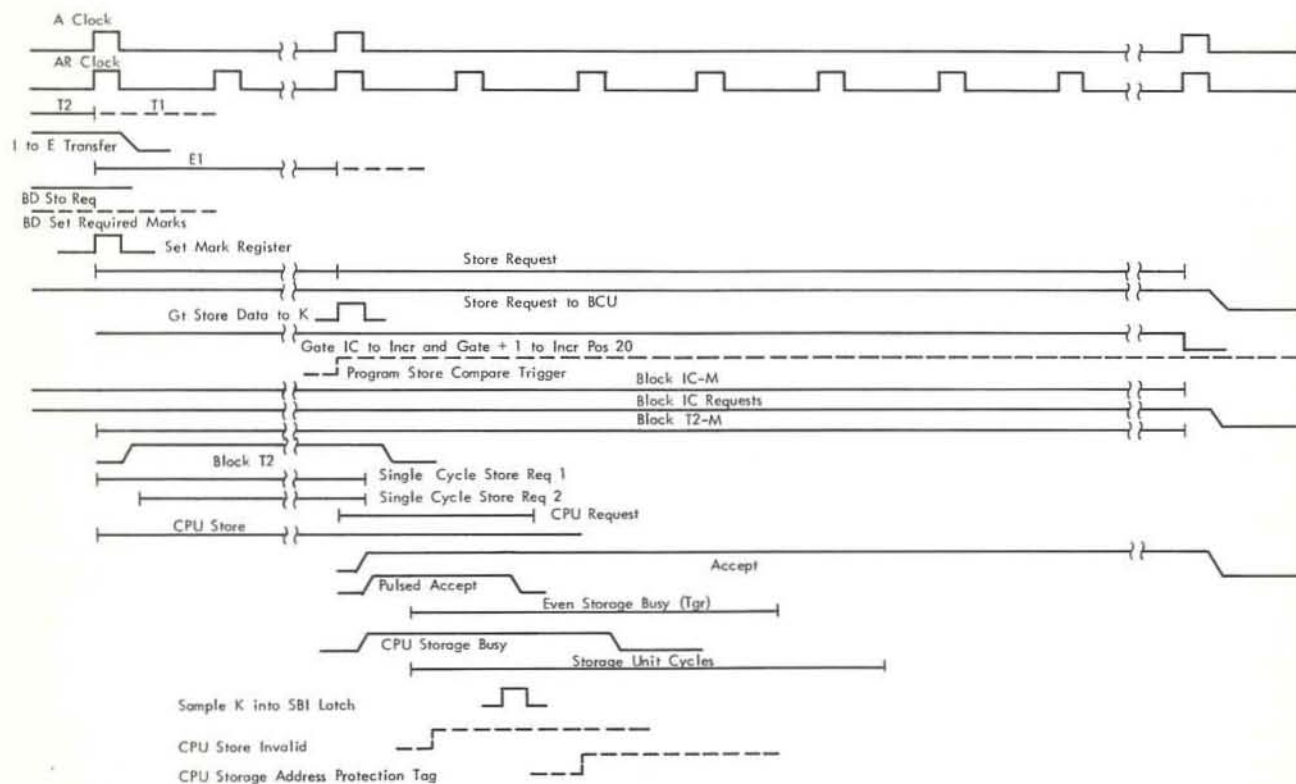 A Clock
AR Clock
T2 T1
I to E Transfer
E1
BD Sto Req
BD Set Required Marks
Set Mark Register
Store Request
Store Request to BCU
Gt Store Data to K
Gate IC to Incr and Gate + 1 to Incr Pos 20
Program Store Compare Trigger
Block IC-M
Block IC Requests
Block T2-M
Block T2
Single Cycle Store Req 1
Single Cycle Store Req 2
CPU Request
CPU Store
Accept
Pulsed Accept
Even Storage Busy (Tgr)
CPU Storage Busy
Storage Unit Cycles
Sample K into SBI Latch
CPU Store Invalid
CPU Storage Address Protection Tag